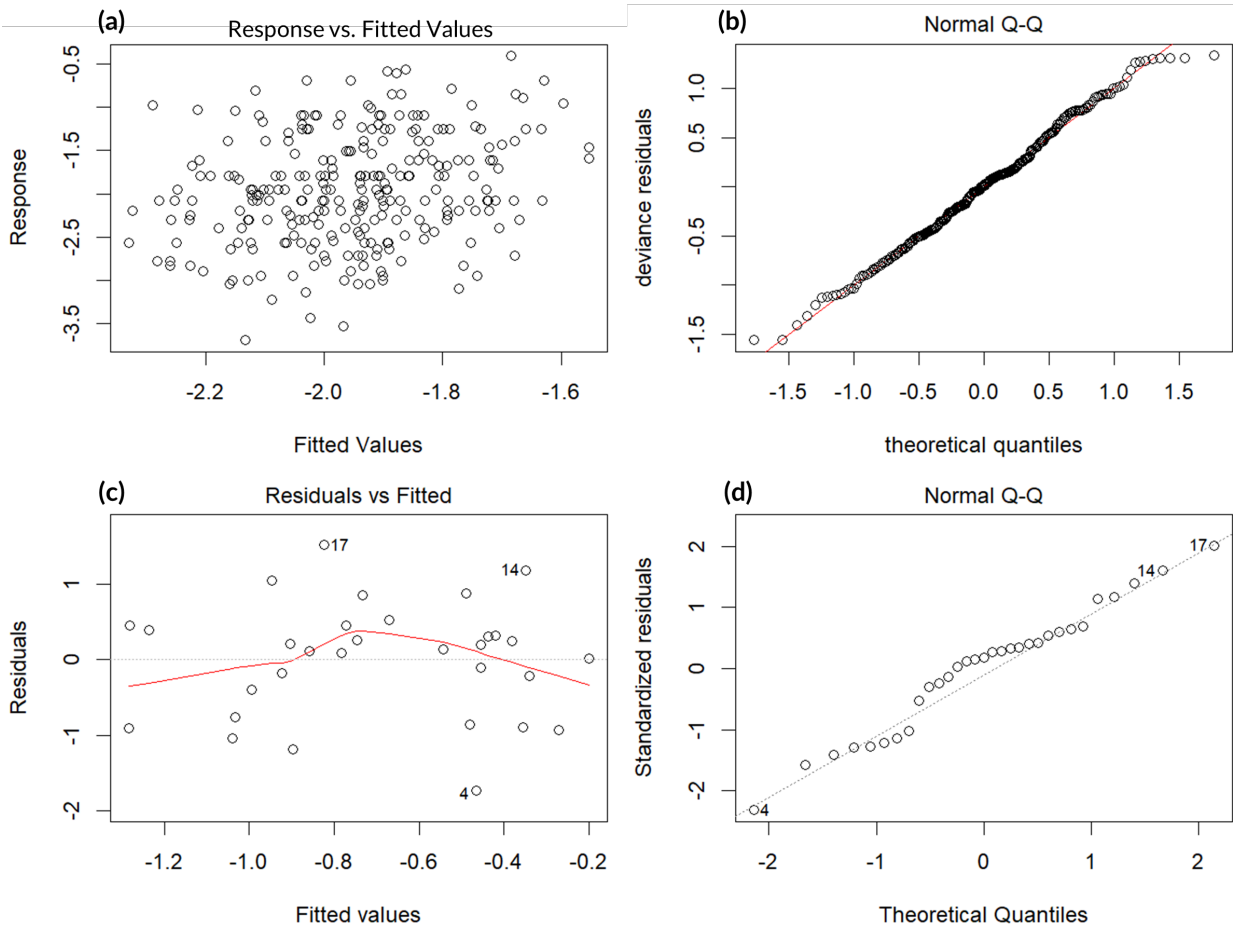 (a)
Response vs. Fitted Values
-0.5
-1.5
-2.5
-3.5
Response
-2.2 -2.0 -1.8 -1.6
Fitted Values
(b)
Normal Q-Q
1.0
0.5
-0.5
-1.5
deviance residuals
-1.5 -1.0 -0.5 0.0 0.5 1.0 1.5
theoretical quantiles
(c)
Residuals vs Fitted
17
14
4
1
0
-1
-2
Residuals
-1.2 -1.0 -0.8 -0.6 -0.4 -0.2
Fitted values
(d)
Normal Q-Q
17
14
4
2
1
0
-1
-2
Standardized residuals
-2 -1 0 1 2
Theoretical Quantiles